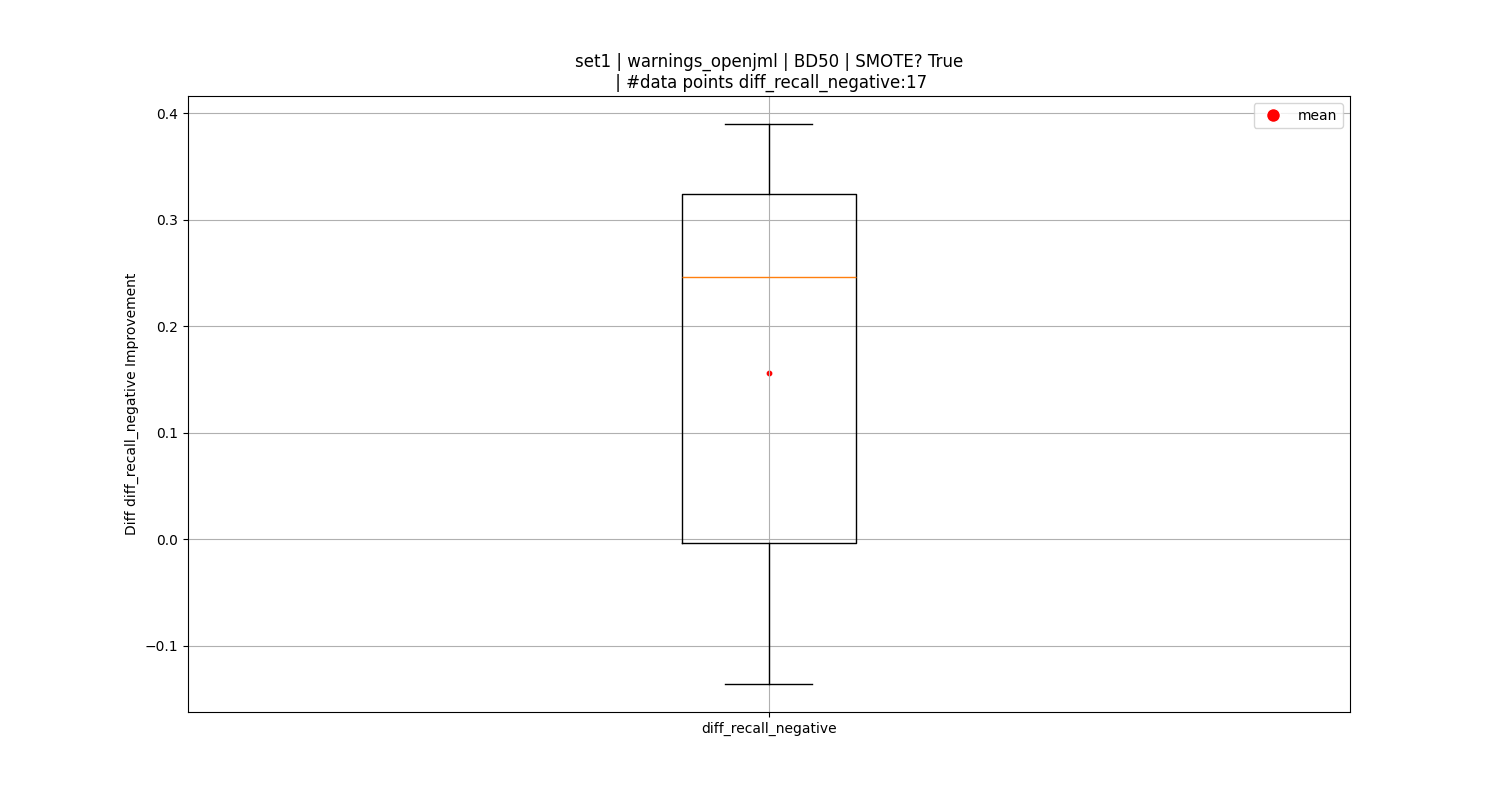 set1 | warnings_openjml | BD50 | SMOTE? True
| #data points diff_recall_negative:17
mean
0.4
0.3
0.2
0.1
0.0
−0.1
Diff diff_recall_negative Improvement
diff_recall_negative